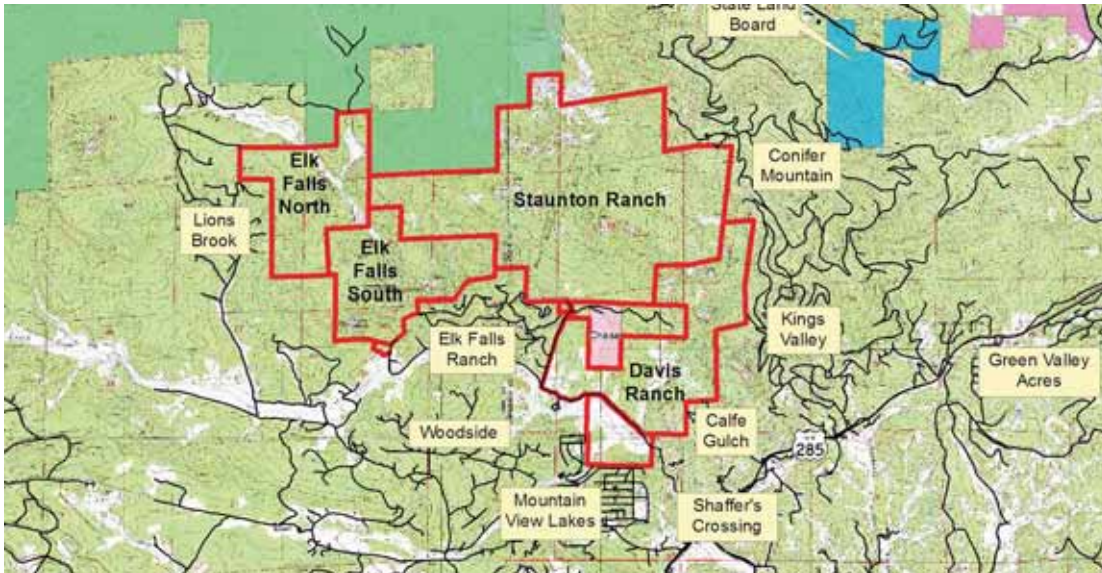 State Land
Board
Elk
Falls
North
Conifer
Mountain
Staunton Ranch
Lions
Brook
Elk
Falls
South
Kings
Valley
Chase
Elk Falls
Ranch
Green Valley
Acres
Davis
Ranch
Woodside
Calfe
Gulch
285
Mountain
View Lakes
Shaffer's
Crossing